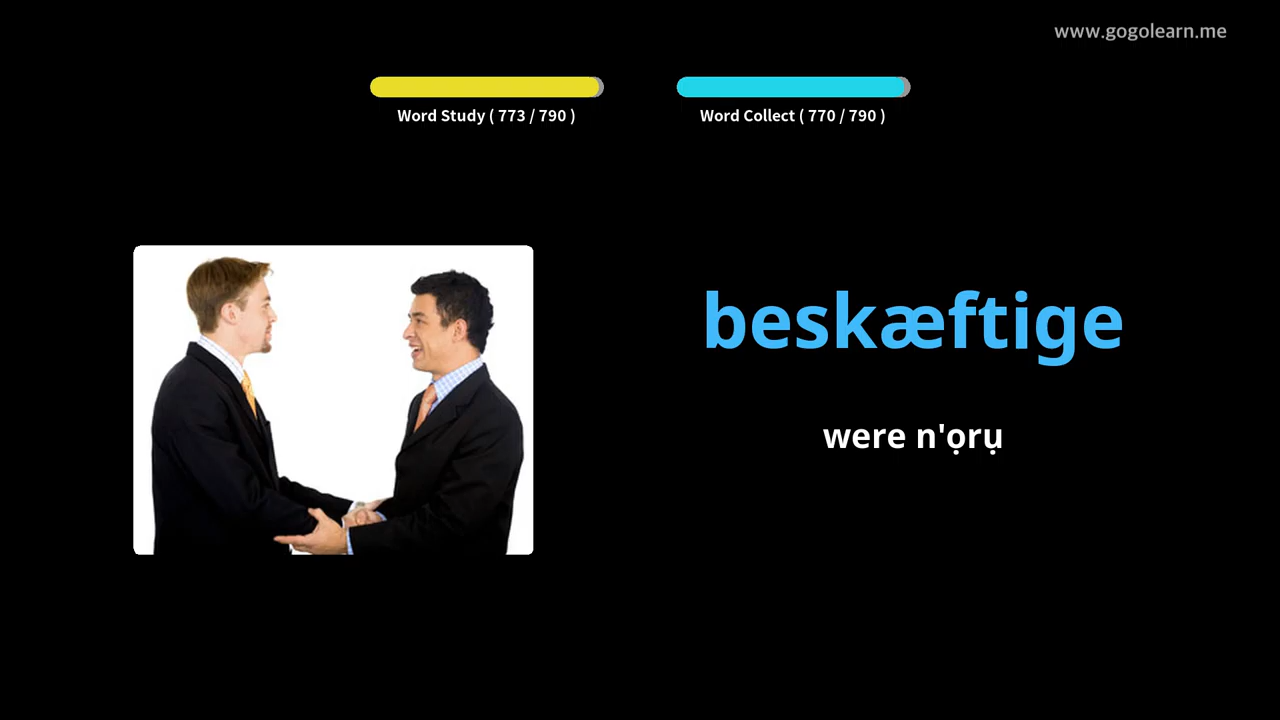 www.gogolearn.me
Word Study ( 773 / 790 )
Word Collect ( 770 / 790 )
beskæftige
were n'ọrụ